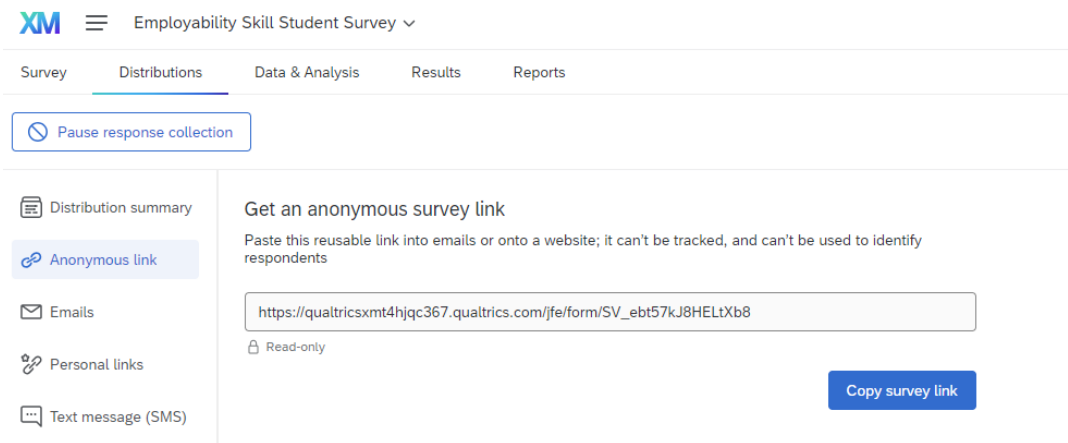 XM Employability Skill Student Survey
Survey Distributions Data & Analysis Results Reports
Pause response collection
Distribution summary
Anonymous link
Emails
Personal links
Text message (SMS)
Get an anonymous survey link
Paste this reusable link into emails or onto a website; it can't be tracked, and can't be used to identify
respondents
https://qualtricsxmt4hjqc367.qualtrics.com/jfe/form/SV_ebt57kJ8HELtXb8
Read-only
Copy survey link